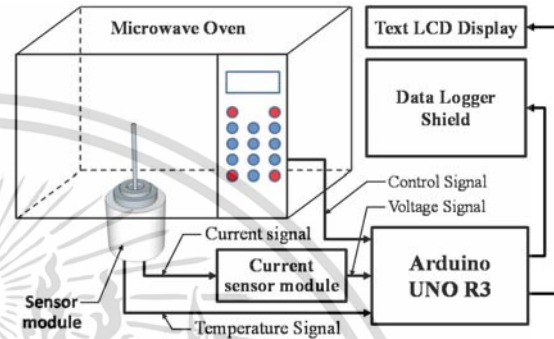 Microwave Oven
Text LCD Display
Data Logger
Shield
Control Signal
Voltage Signal
Current signal
Current
sensor module
Arduino
UNO R3
Sensor
module
Temperature Signal